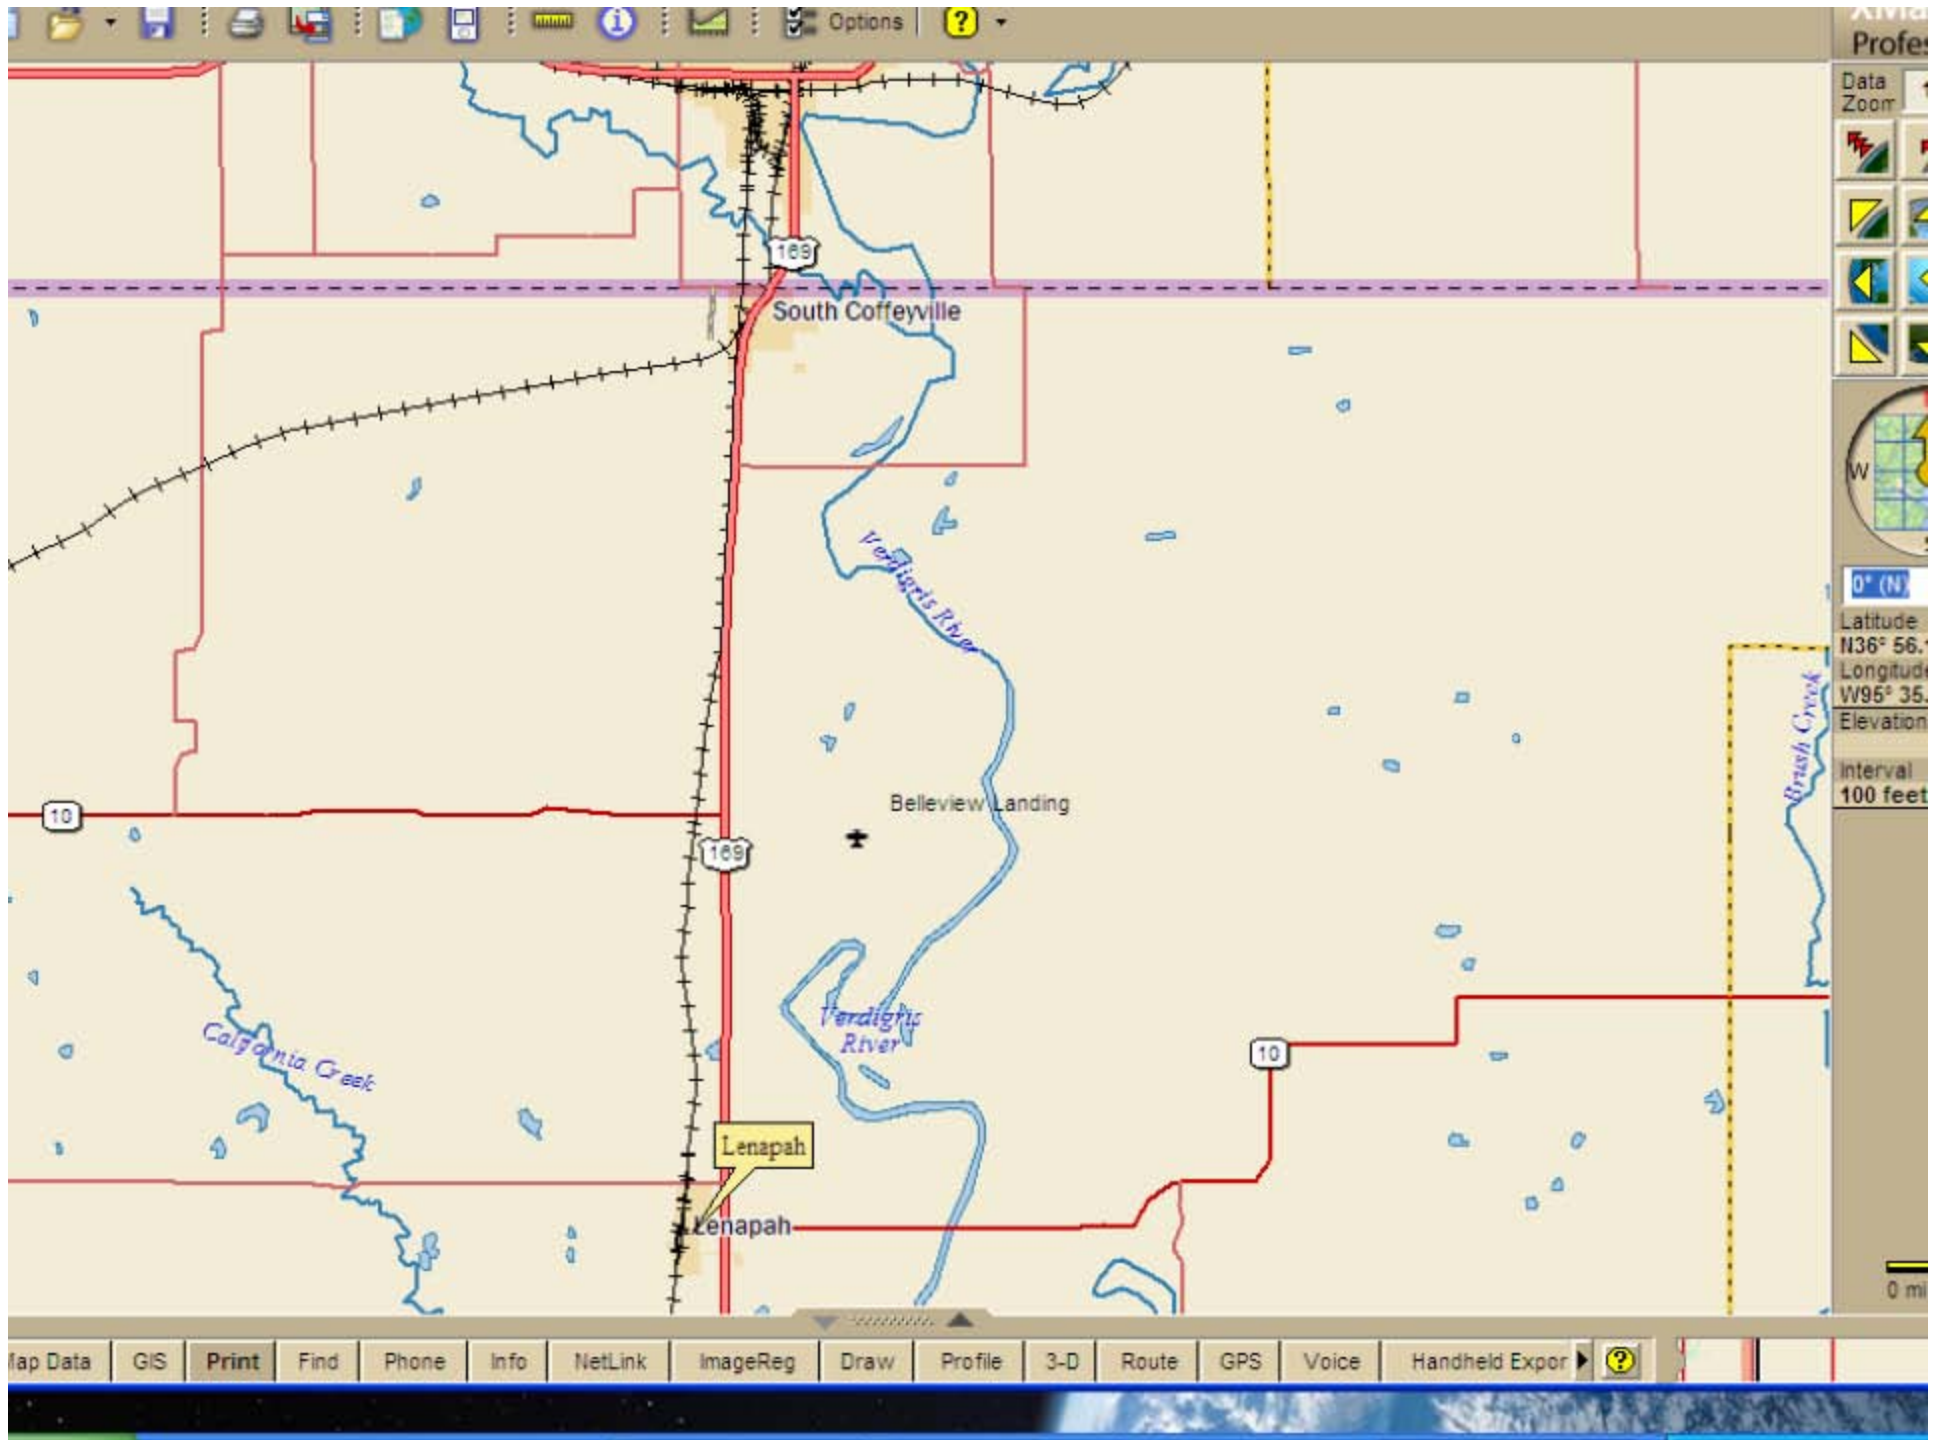 Options
Profes
Data
Zoom
169
South Coffeyville
W
Verdigris River
0° (N)
Latitude
N36° 56.
Longitude
W95° 35.
Elevation
Brush Creek
Interval
100 feet
Belleview Landing
10
169
Verdigris
River
California Creek
10
Lenapah
Lenapah
0 mi
Map Data
GIS
Print
Find
Phone
Info
NetLink
ImageReg
Draw
Profile
3-D
Route
GPS
Voice
Handheld Expor